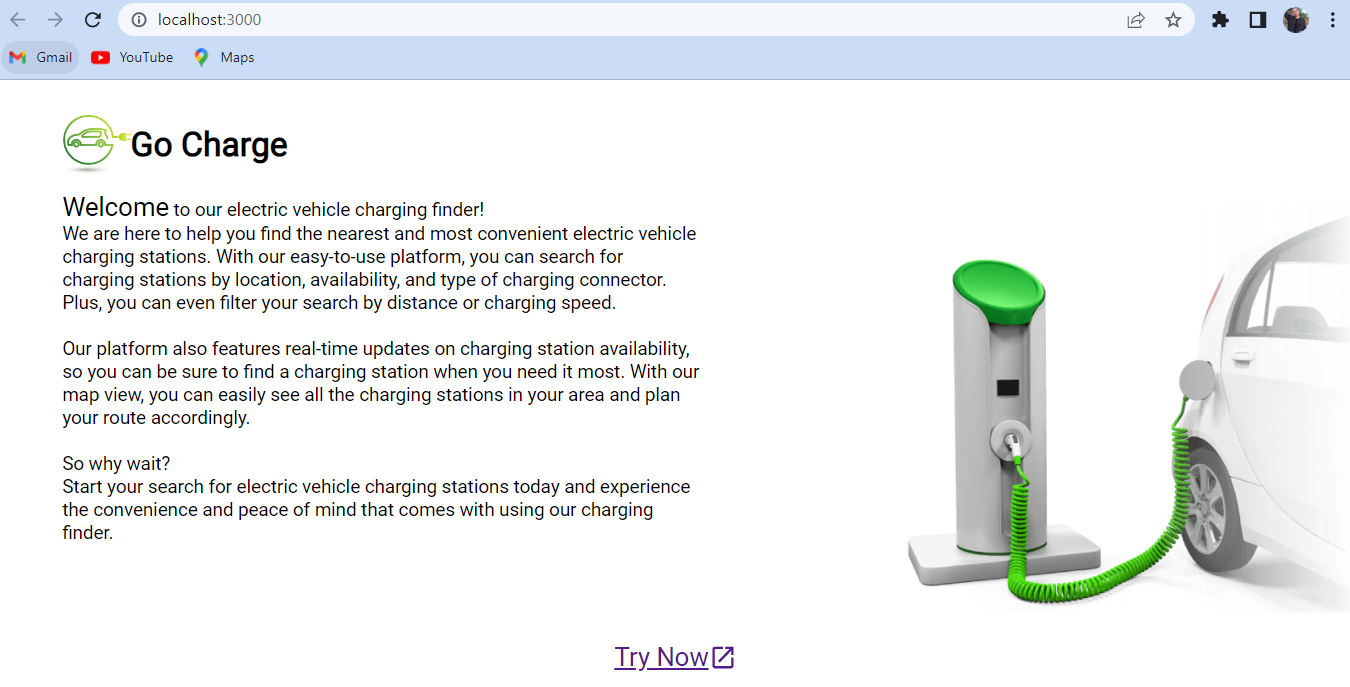 localhost:3000
Gmail YouTube Maps
Go Charge
Welcome to our electric vehicle charging finder!
We are here to help you find the nearest and most convenient electric vehicle
charging stations. With our easy-to-use platform, you can search for
charging stations by location, availability, and type of charging connector.
Plus, you can even filter your search by distance or charging speed.
Our platform also features real-time updates on charging station availability,
so you can be sure to find a charging station when you need it most. With our
map view, you can easily see all the charging stations in your area and plan
your route accordingly.
So why wait?
Start your search for electric vehicle charging stations today and experience
the convenience and peace of mind that comes with using our charging
finder.
Try Now